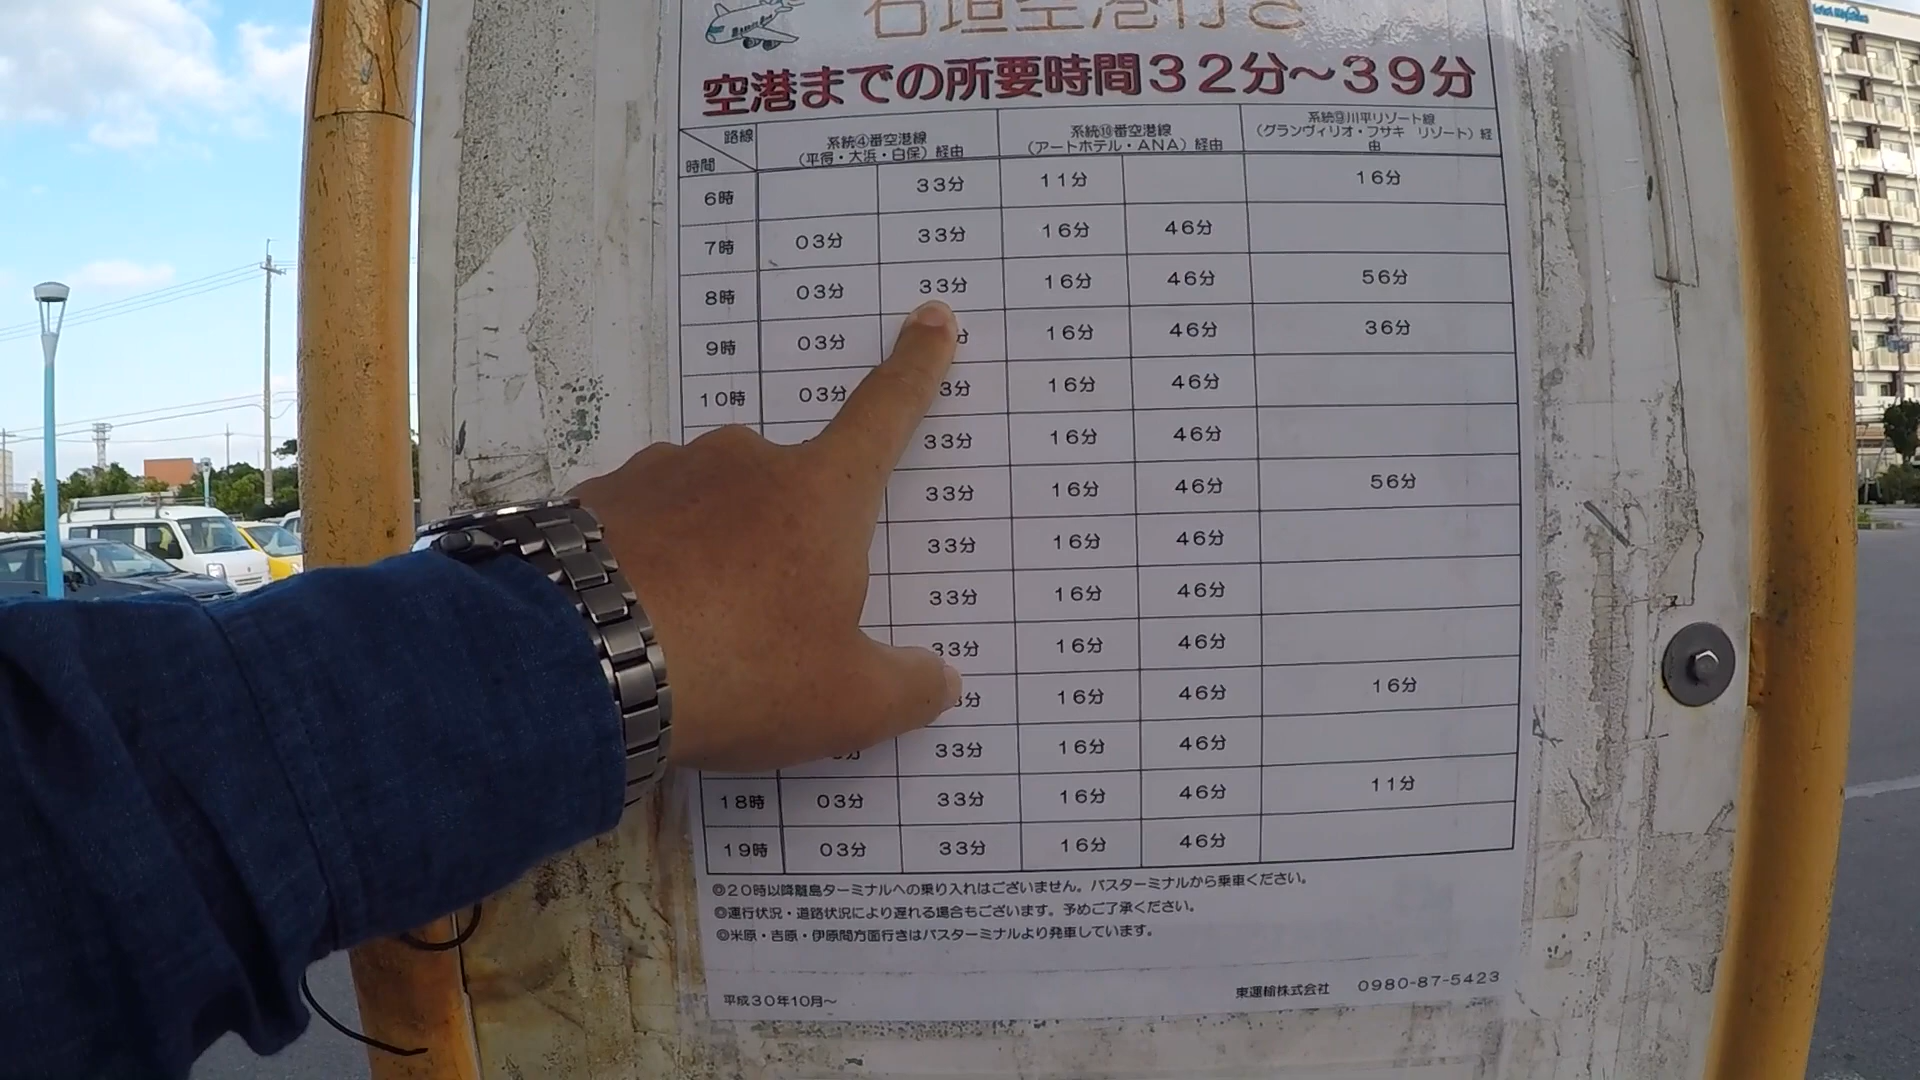 石垣空港行き
空港までの所要時間32分～39分
路線 時間 系統④番空港線（平得・大浜・白保）経由 系統⑩番空港線（アートホテル・ANA）経由 系統⑨川平リゾート線（グランヴィリオ・フサキ リゾート）経由
6時 33分 11分 16分
7時 03分 33分 16分 46分
8時 03分 33分 16分 46分 56分
9時 03分 分 16分 46分 36分
10時 03分 3分 16分 46分
33分 16分 46分
33分 16分 46分 56分
33分 16分 46分
33分 16分 46分
33分 16分 46分
3分 16分 46分 16分
33分 16分 46分
18時 03分 33分 16分 46分 11分
19時 03分 33分 16分 46分
◎20時以降離島ターミナルへの乗り入れはございません。バスターミナルから乗車ください。
◎運行状況・道路状況により遅れる場合もございます。予めご了承ください。
◎米原・吉原・伊原間方面行きはバスターミナルより発車しています。
平成30年10月～
東運輸株式会社 0980-87-5423